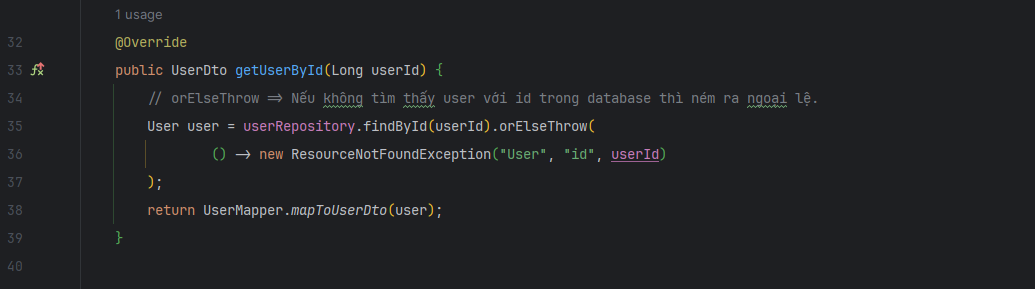 1 usage
32 @Override
33 public UserDto getUserById(Long userId) {
34 // orElseThrow => Nếu không tìm thấy user với id trong database thì ném ra ngoại lệ.
35 User user = userRepository.findById(userId).orElseThrow(
36 () -> new ResourceNotFoundException("User", "id", userId)
37 );
38 return UserMapper.mapToUserDto(user);
39 }
40